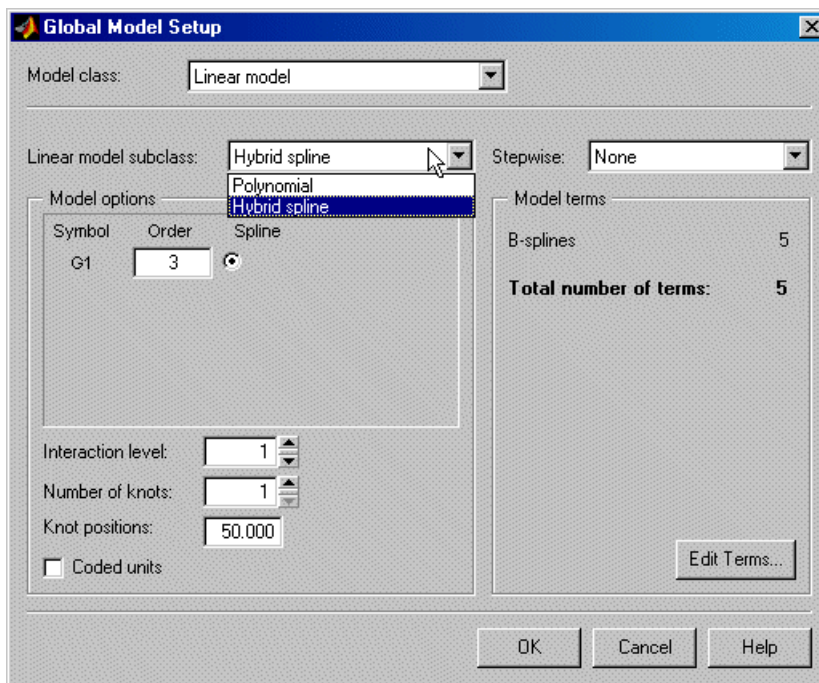 Global Model Setup
Model class: Linear model
Linear model subclass: Hybrid spline
Polynomial
Hybrid spline
Stepwise: None
Model options
Symbol Order Spline
G1 3
Interaction level: 1
Number of knots: 1
Knot positions: 50.000
Coded units
Model terms
B-splines 5
Total number of terms: 5
Edit Terms...
OK Cancel Help